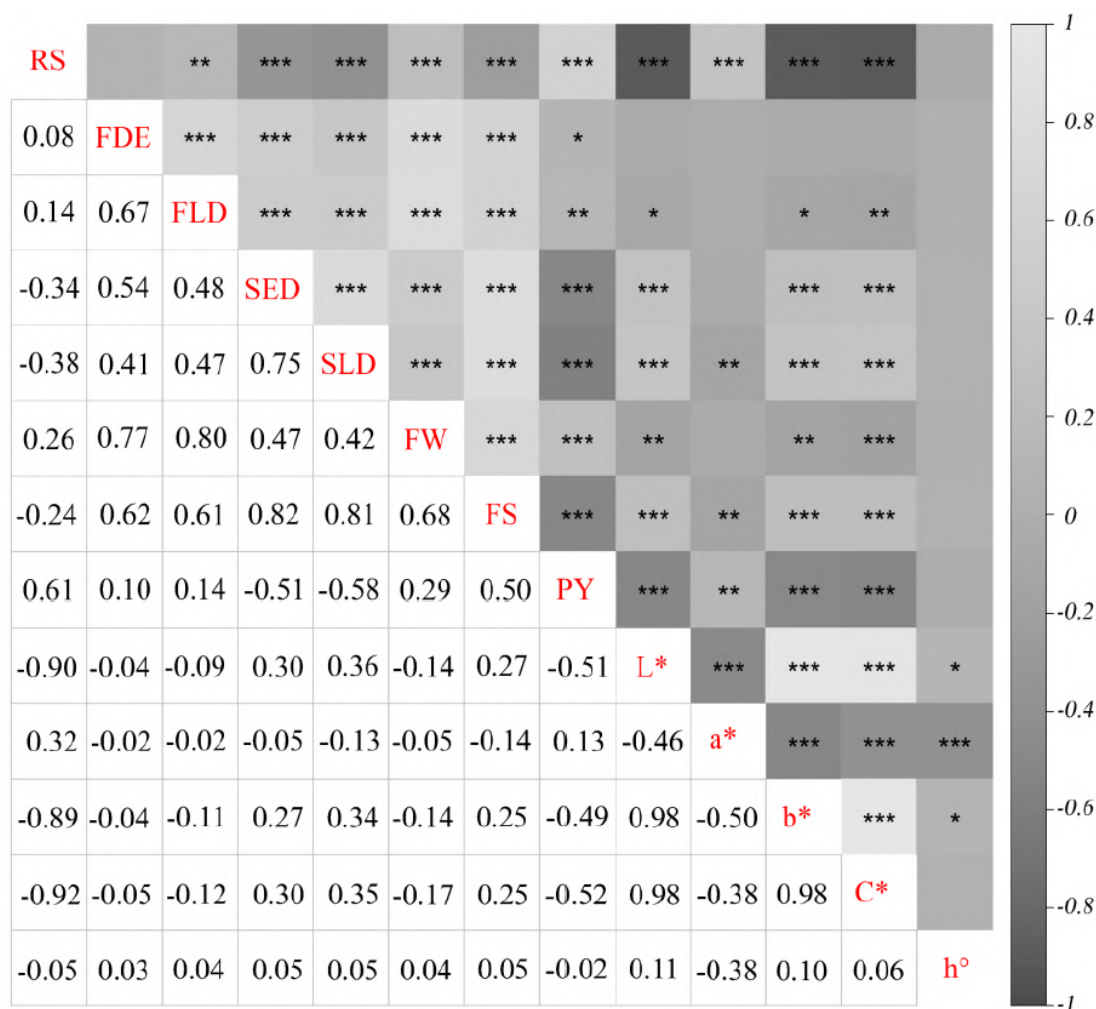 1
RS ** *** *** *** *** *** *** *** *** ***
0.8
0.08 FDE *** *** *** *** *** *
0.14 0.67 FLD *** *** *** *** ** * * **
0.6
-0.34 0.54 0.48 SED *** *** *** *** *** *** ***
0.4
-0.38 0.41 0.47 0.75 SLD *** *** *** *** ** *** ***
0.2
0.26 0.77 0.80 0.47 0.42 FW *** *** ** ** ***
-0.24 0.62 0.61 0.82 0.81 0.68 FS *** *** ** *** ***
0
0.61 0.10 0.14 -0.51 -0.58 0.29 0.50 PY *** ** *** ***
-0.2
-0.90 -0.04 -0.09 0.30 0.36 -0.14 0.27 -0.51 L* *** *** *** *
0.32 -0.02 -0.02 -0.05 -0.13 -0.05 -0.14 0.13 -0.46 a* *** *** ***
-0.4
-0.89 -0.04 -0.11 0.27 0.34 -0.14 0.25 -0.49 0.98 -0.50 b* *** *
-0.6
-0.92 -0.05 -0.12 0.30 0.35 -0.17 0.25 -0.52 0.98 -0.38 0.98 C*
-0.8
-0.05 0.03 0.04 0.05 0.05 0.04 0.05 -0.02 0.11 -0.38 0.10 0.06 h°
-1